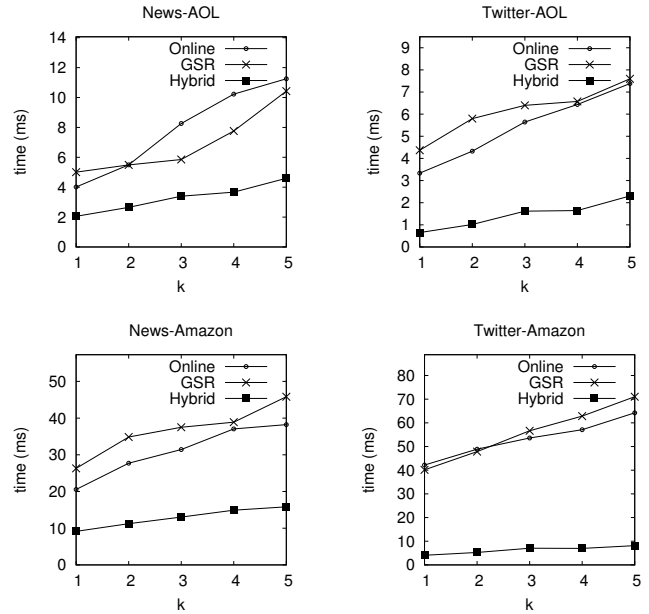 News-AOL
14
12
10
8
6
4
2
0
time (ms)
Online
GSR
Hybrid
1 2 3 4 5
k
Twitter-AOL
9
8
7
6
5
4
3
2
1
0
time (ms)
Online
GSR
Hybrid
1 2 3 4 5
k
News-Amazon
50
40
30
20
10
0
time (ms)
Online
GSR
Hybrid
1 2 3 4 5
k
Twitter-Amazon
80
70
60
50
40
30
20
10
0
time (ms)
Online
GSR
Hybrid
1 2 3 4 5
k